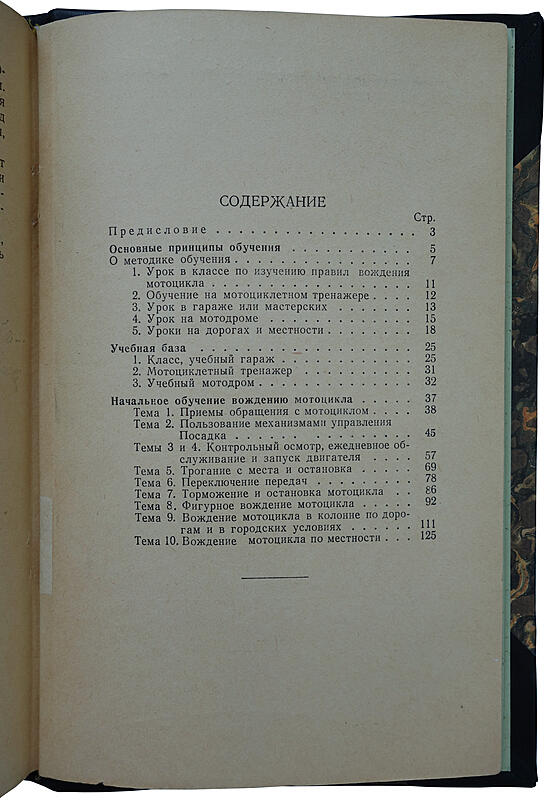 СОДЕРЖАНИЕ
Стр.
Предисловие . . . . . . . . . . . . . . . . . . 3
Основные принципы обучения . . . . . . . . . . . 5
О методике обучения . . . . . . . . . . . . . . . 7
1. Урок в классе по изучению правил вождения
мотоцикла . . . . . . . . . . . . . . . . . 11
2. Обучение на мотоциклетном тренажере . . . . 12
3. Урок в гараже или мастерских . . . . . . . . 13
4. Урок на мотодроме . . . . . . . . . . . . . 15
5. Уроки на дорогах и местности . . . . . . . . 18
Учебная база . . . . . . . . . . . . . . . . . . 25
1. Класс, учебный гараж . . . . . . . . . . . . 25
2. Мотоциклетный тренажер . . . . . . . . . . 31
3. Учебный мотодром . . . . . . . . . . . . . . 32
Начальное обучение вождению мотоцикла . . . . . 37
Тема 1. Приемы обращения с мотоциклом . . . . 38
Тема 2. Пользование механизмами управления
Посадка . . . . . . . . . . . . . . . 45
Темы 3 и 4. Контрольный осмотр, ежедневное об-
служивание и запуск двигателя . . . . . 57
Тема 5. Трогание с места и остановка . . . . . 69
Тема 6. Переключение передач . . . . . . . . . 78
Тема 7. Торможение и остановка мотоцикла . . . 86
Тема 8. Фигурное вождение мотоцикла . . . . . 92
Тема 9. Вождение мотоцикла в колонне по доро-
гам и в городских условиях . . . . . . 111
Тема 10. Вождение мотоцикла по местности . . . 125